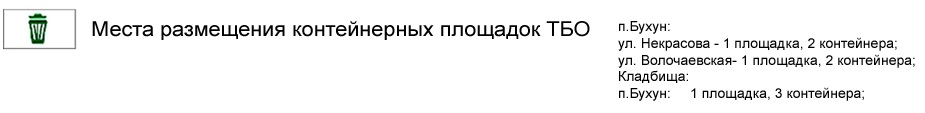 Места размещения контейнерных площадок ТБО
п.Бухун:
ул. Некрасова - 1 площадка, 2 контейнера;
ул. Волочаевская- 1 площадка, 2 контейнера;
Кладбища:
п.Бухун: 1 площадка, 3 контейнера;